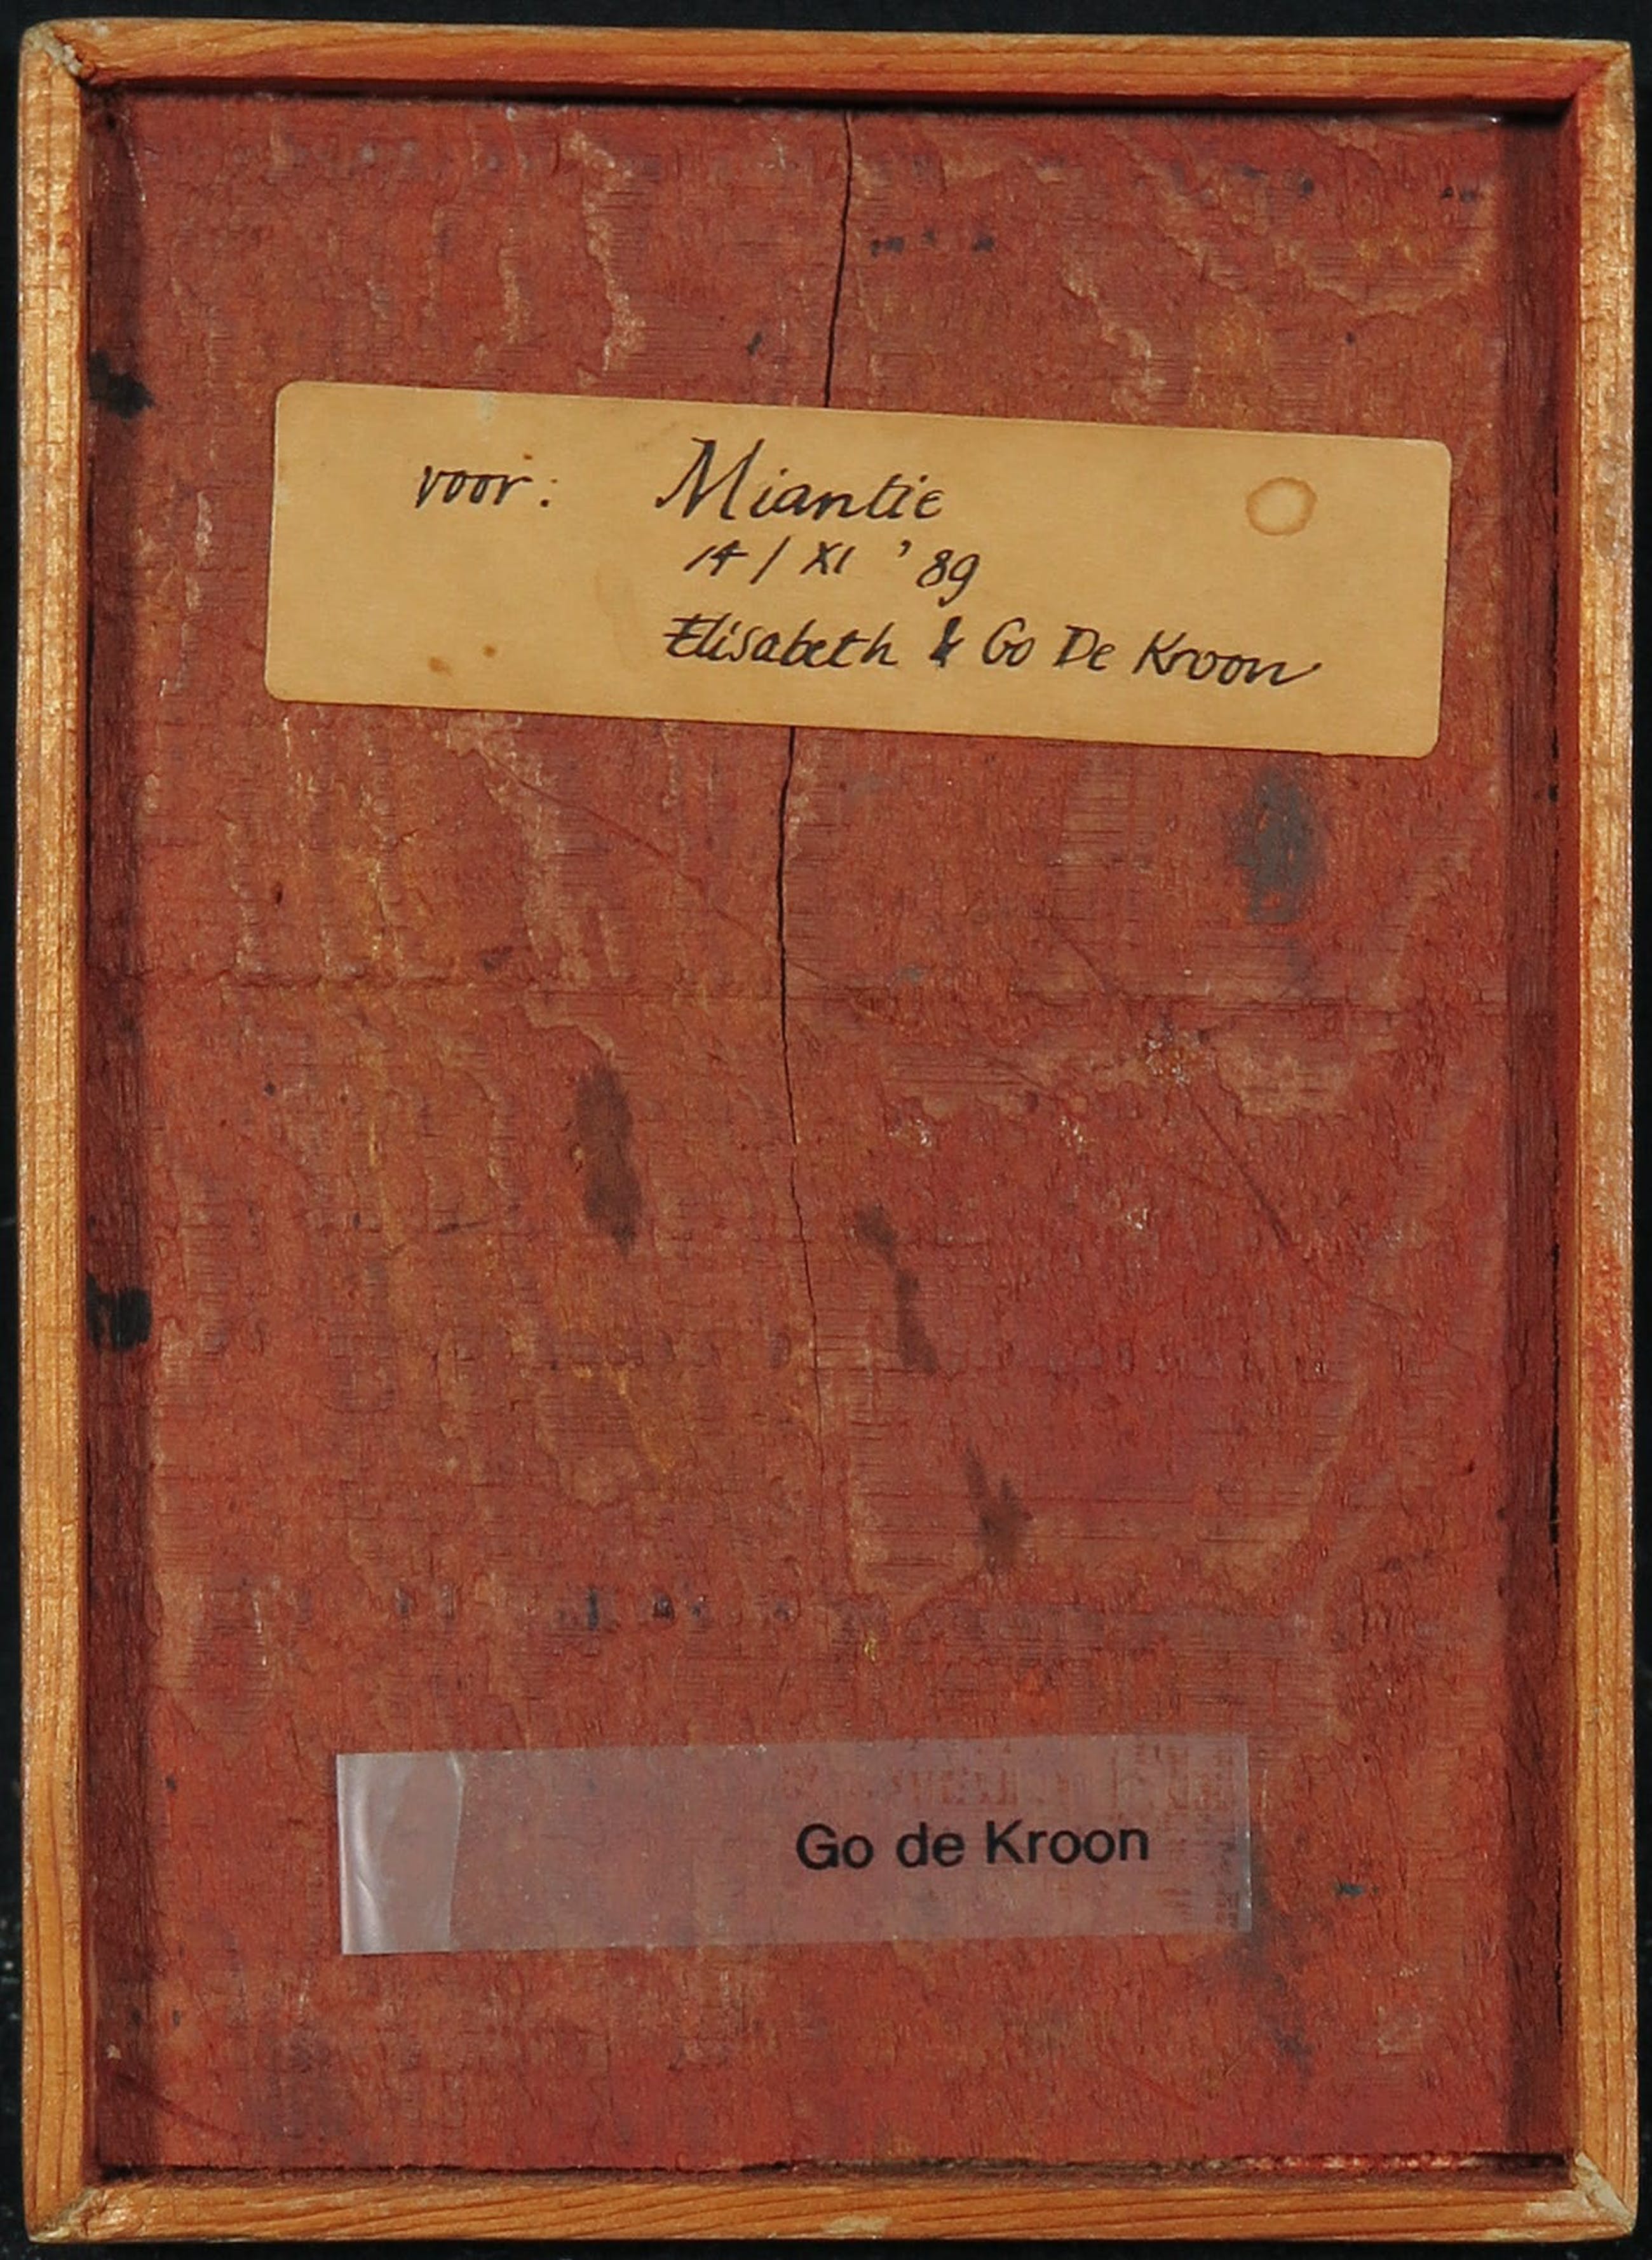 voor: Miantie
14 / XI '89
Elisabeth & Go De Kroon
Go de Kroon